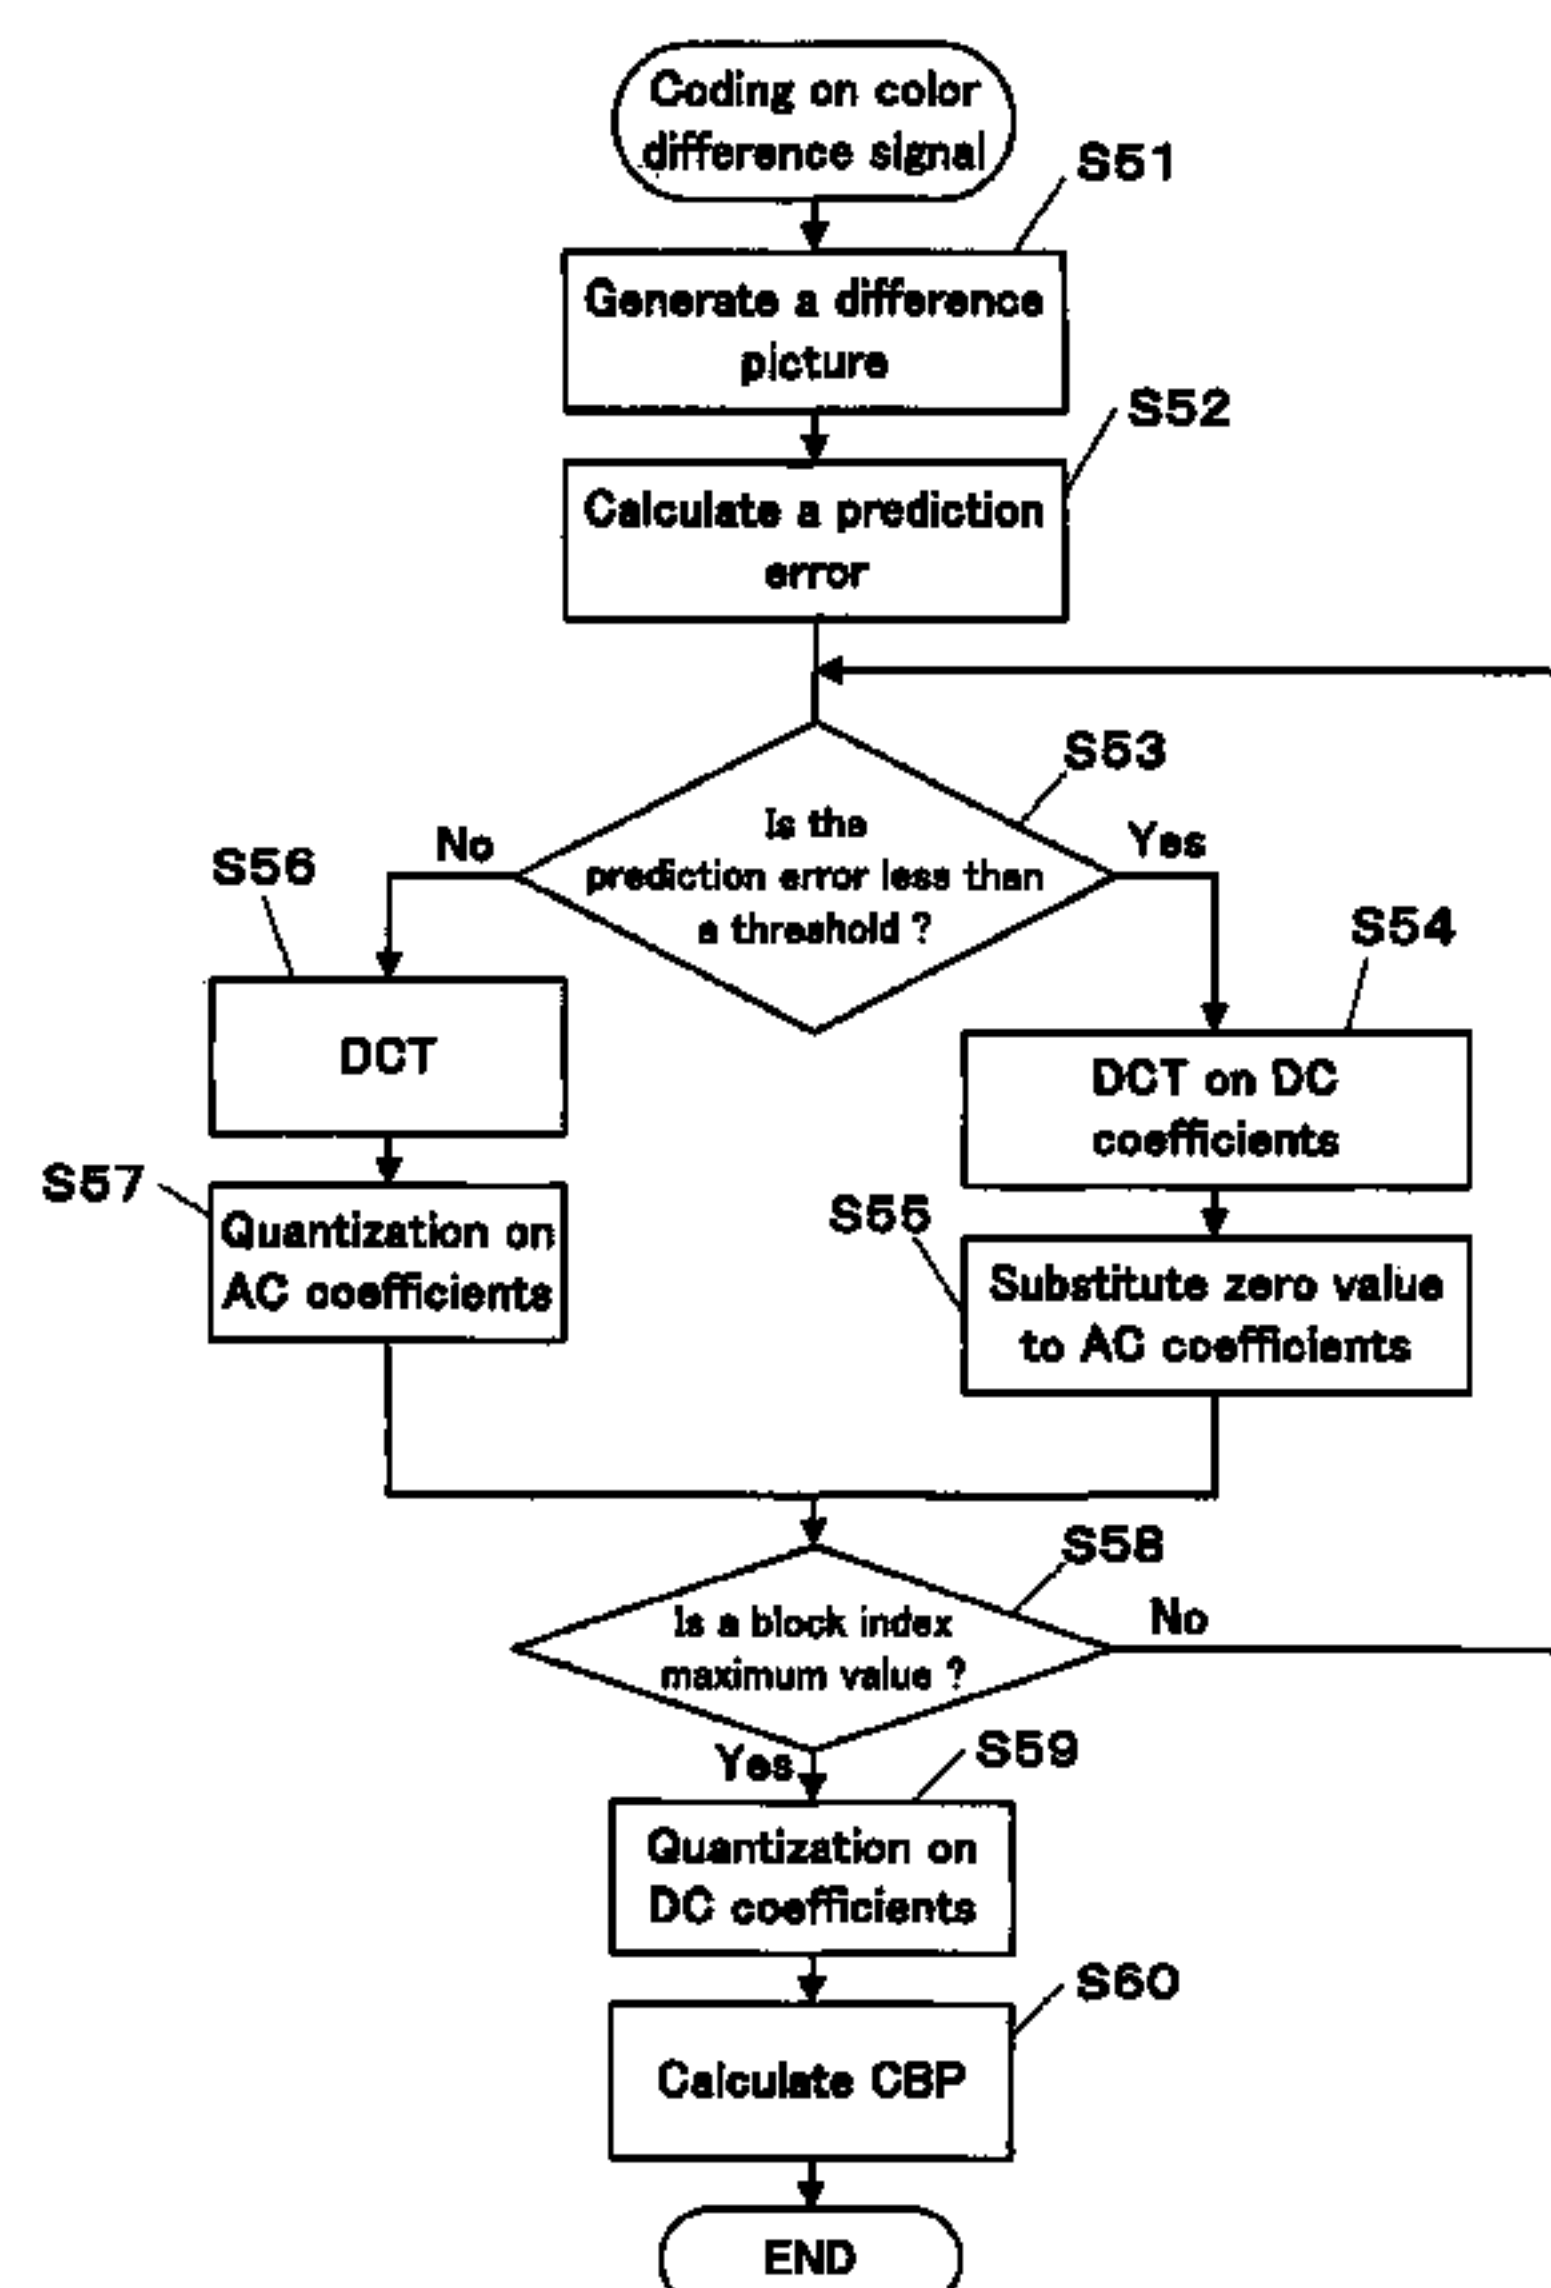 Coding on color
difference signal
S51
Generate a difference
picture
S52
Calculate a prediction
error
S53
Is the
prediction error less than
a threshold ?
No
Yes
S56
DCT
S54
DCT on DC
coefficients
S57
Quantization on
AC coefficients
S55
Substitute zero value
to AC coefficients
S58
Is a block index
maximum value ?
No
Yes
S59
Quantization on
DC coefficients
S60
Calculate CBP
END